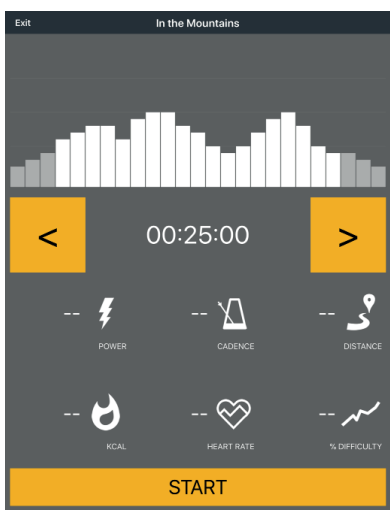 Exit In the Mountains
< 00:25:00 >
-- -- --
POWER CADENCE DISTANCE
-- -- --
KCAL HEART RATE % DIFFICULTY
START